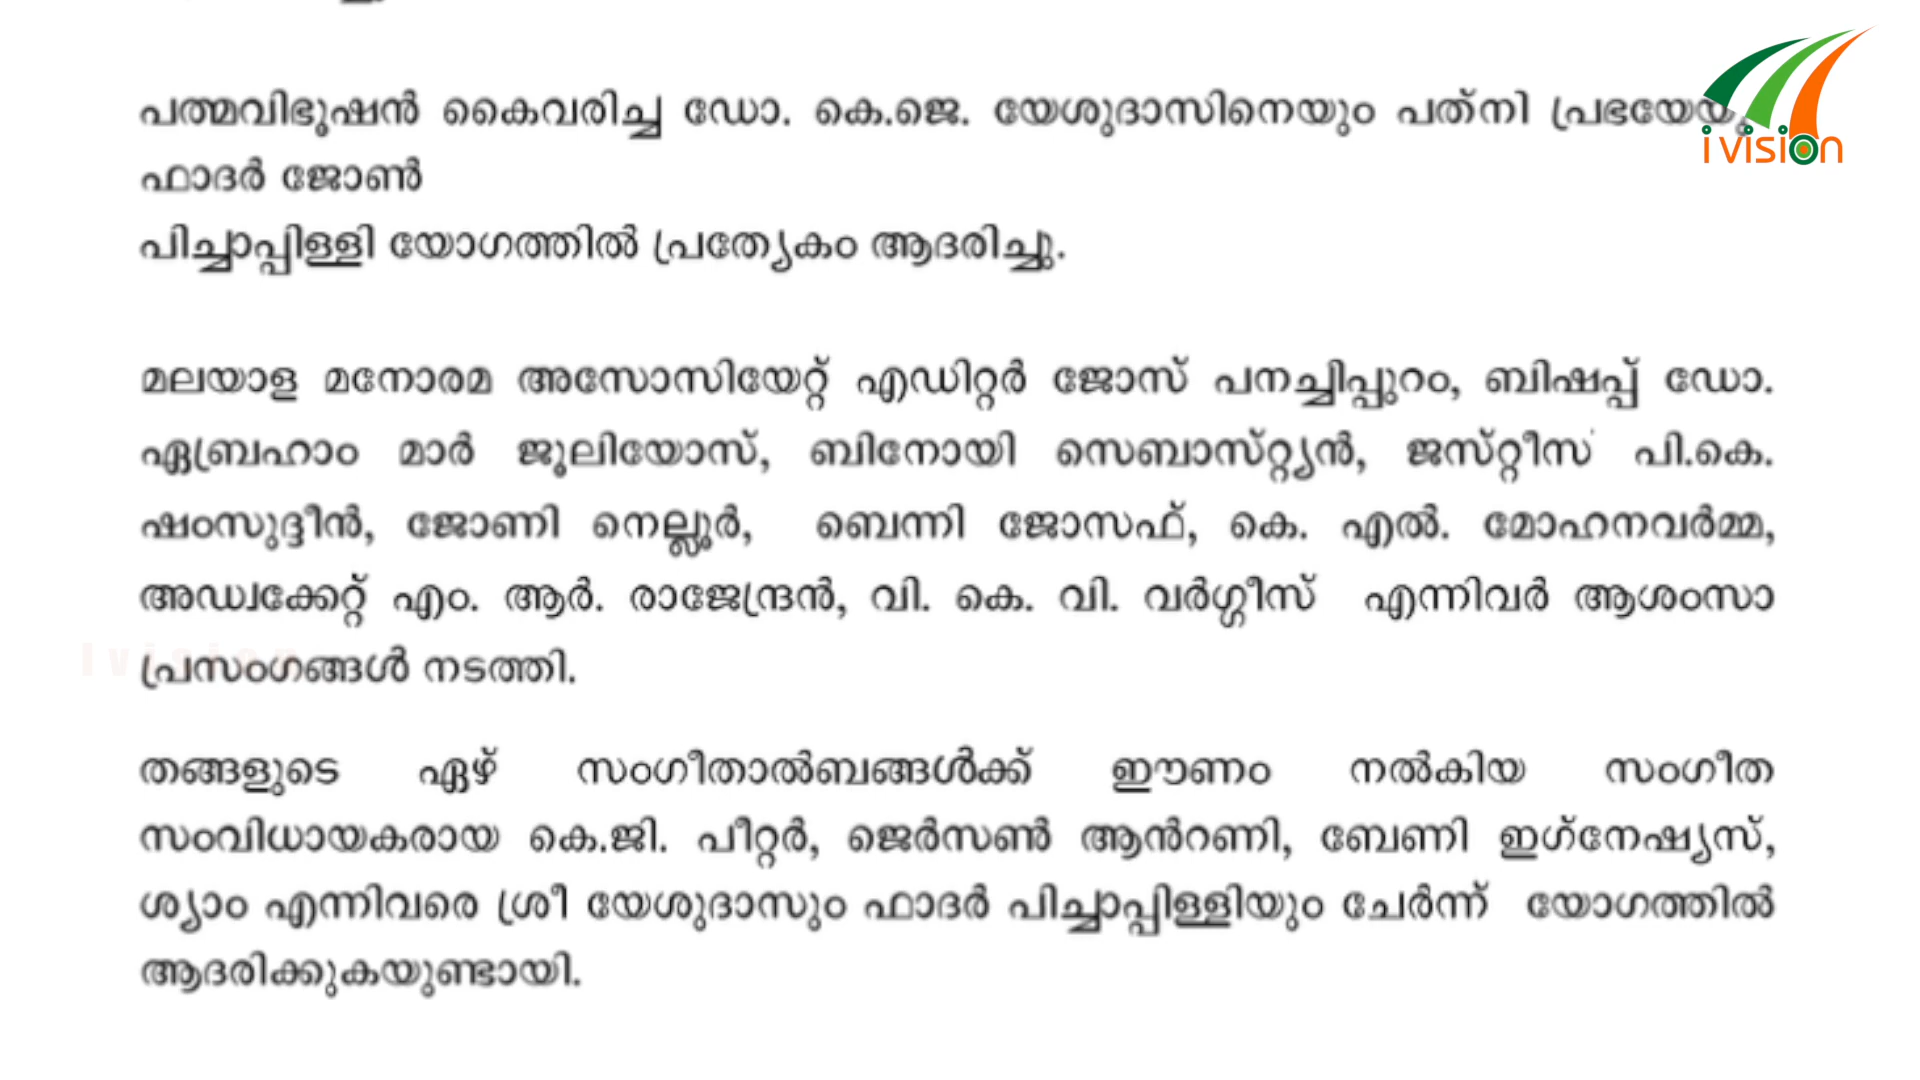 പത്മവിഭൂഷൻ കൈവരിച്ച ഡോ. കെ.ജെ. യേശുദാസിനെയും പത്നി പ്രഭയേയും
ഫാദർ ജോൺ
പിച്ചാപ്പിള്ളി യോഗത്തിൽ പ്രത്യേകം ആദരിച്ചു.
മലയാള മനോരമ അസോസിയേറ്റ് എഡിറ്റർ ജോസ് പനച്ചിപ്പുറം, ബിഷപ്പ് ഡോ.
ഏബ്രഹാം മാർ ജൂലിയോസ്, ബിനോയി സെബാസ്റ്റ്യൻ, ജസ്റ്റീസ് പി.കെ.
ഷംസുദ്ദീൻ, ജോണി നെല്ലൂർ, ബെന്നി ജോസഫ്, കെ. എൽ. മോഹനവർമ്മ,
അഡ്വക്കേറ്റ് എം. ആർ. രാജേന്ദ്രൻ, വി. കെ. വി. വർഗ്ഗീസ് എന്നിവർ ആശംസാ
പ്രസംഗങ്ങൾ നടത്തി.
തങ്ങളുടെ ഏഴ് സംഗീതാൽബങ്ങൾക്ക് ഈണം നൽകിയ സംഗീത
സംവിധായകരായ കെ.ജി. പീറ്റർ, ജെർസൺ ആൻറണി, ബേണി ഇഗ്നേഷ്യസ്,
ശ്യാം എന്നിവരെ ശ്രീ യേശുദാസും ഫാദർ പിച്ചാപ്പിള്ളിയും ചേർന്ന് യോഗത്തിൽ
ആദരിക്കുകയുണ്ടായി.
i vision
I vision